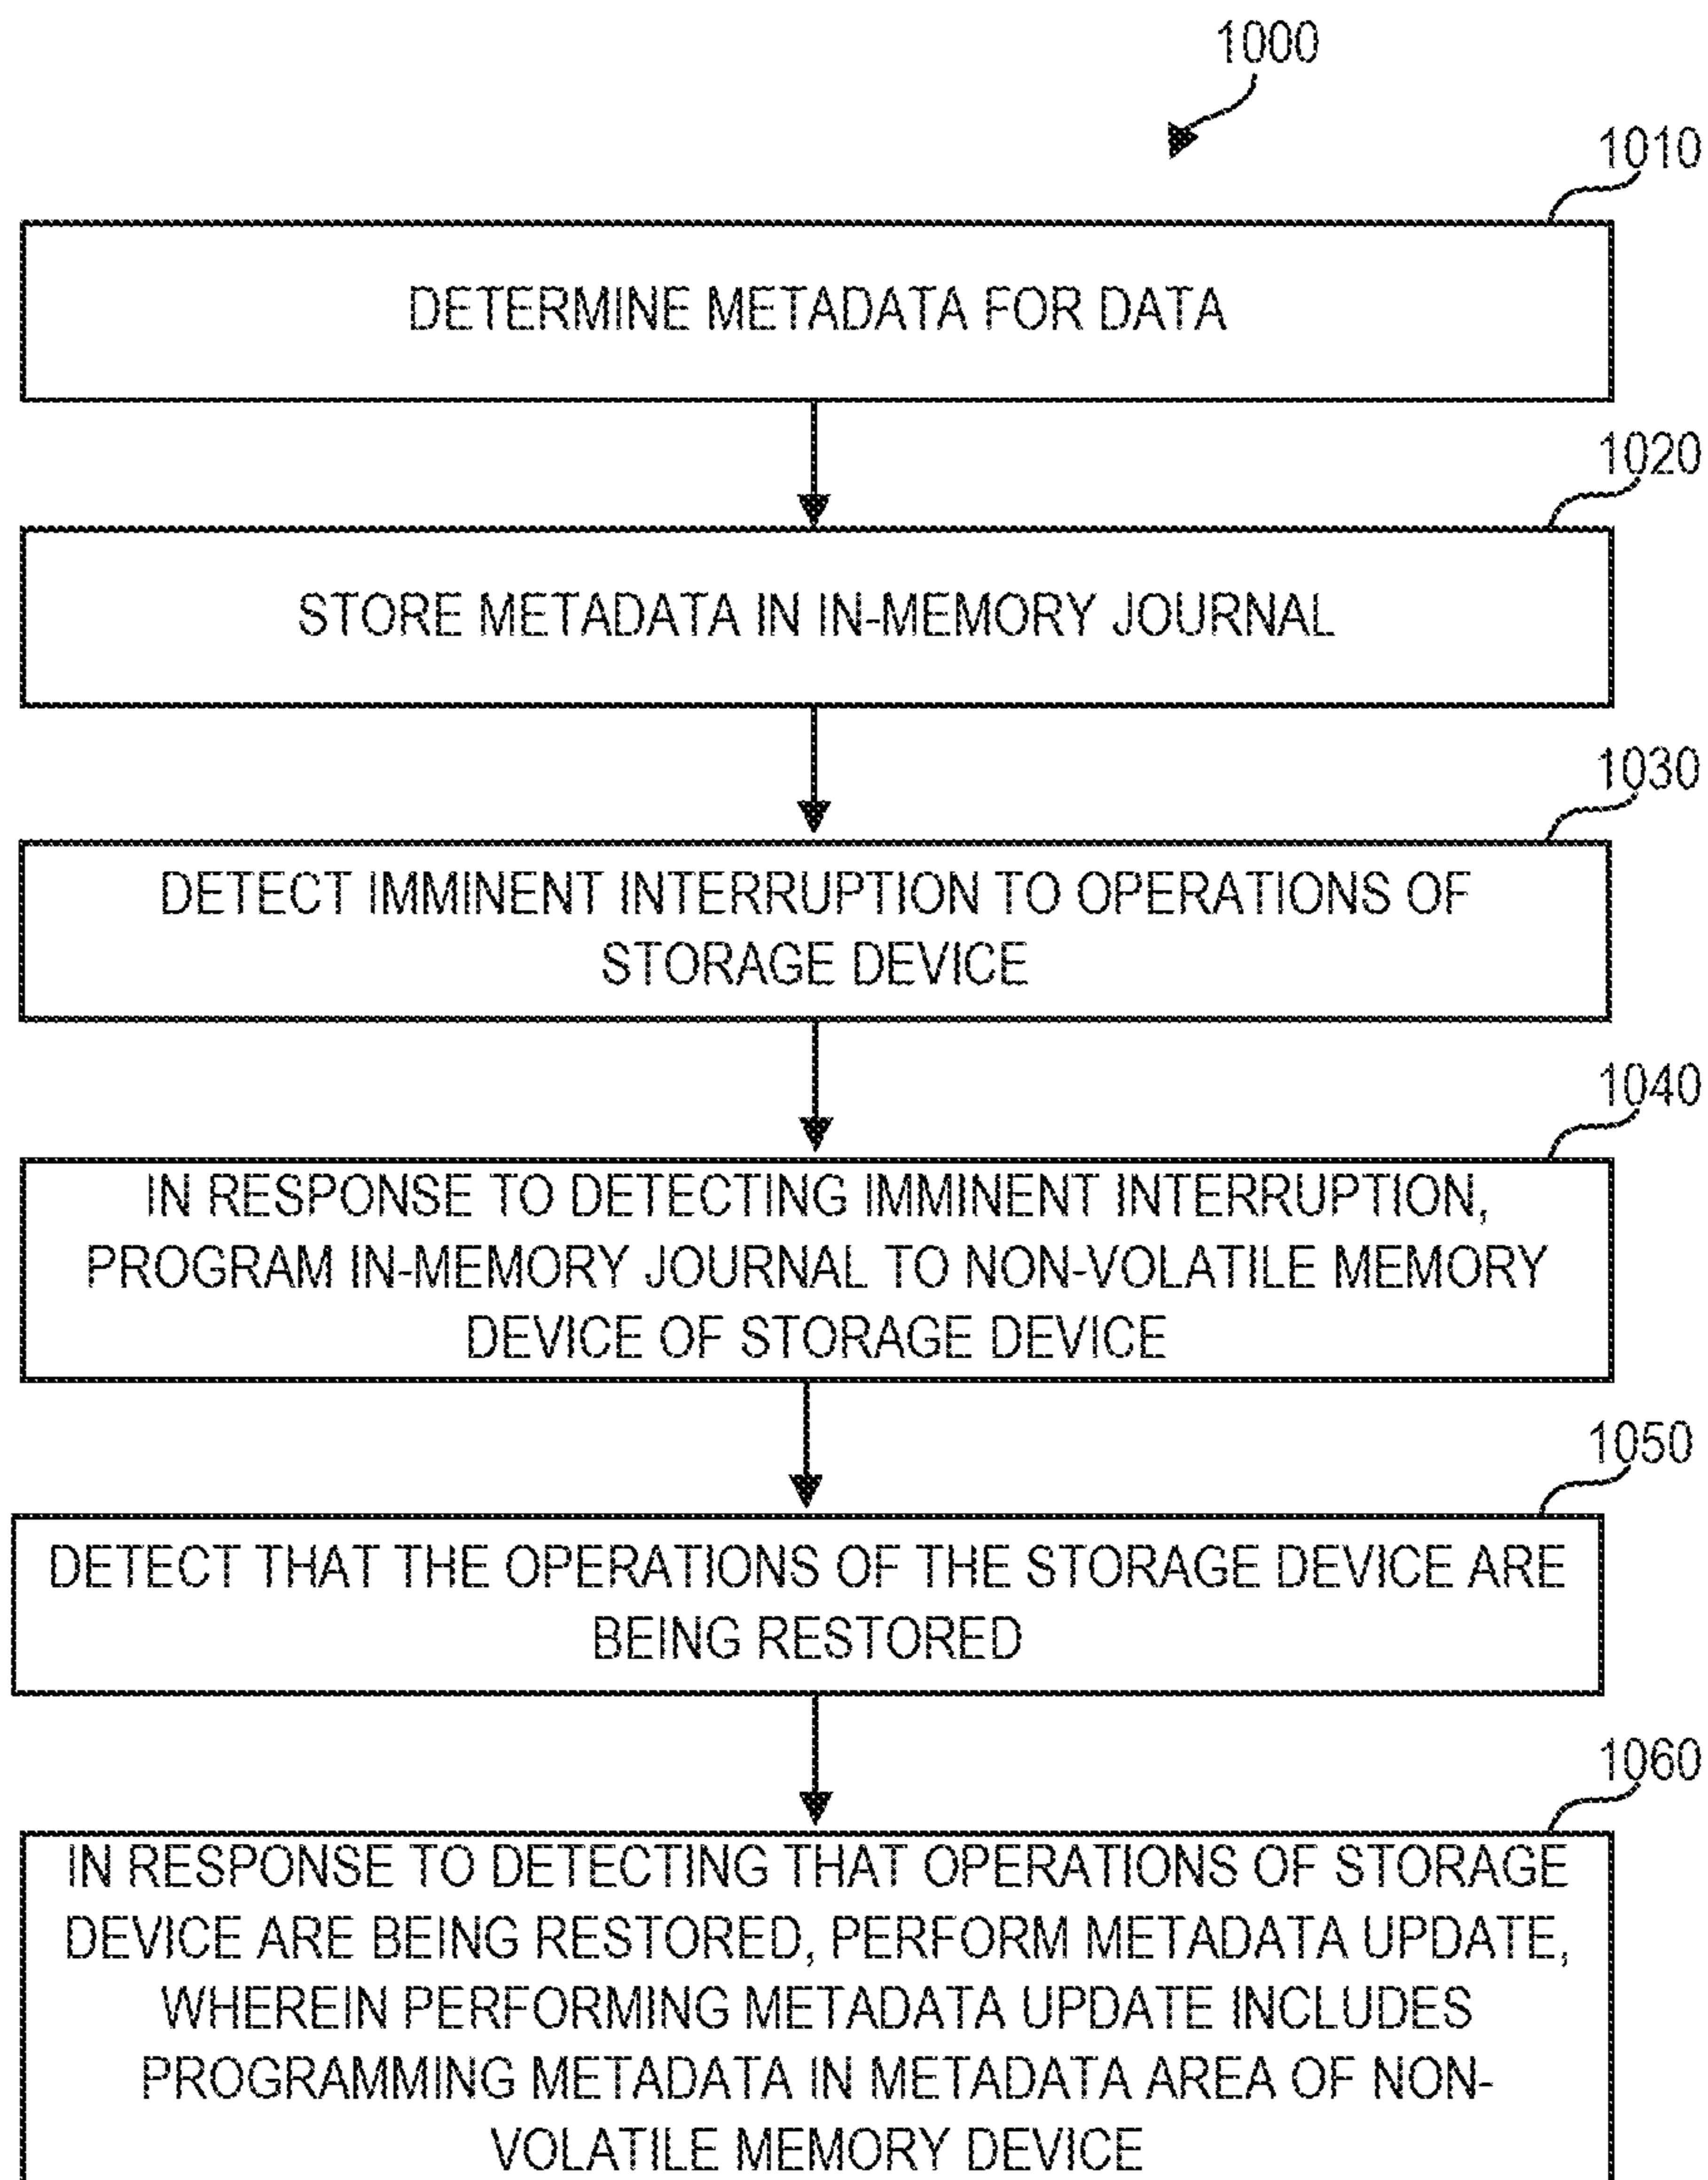 1000
1010
DETERMINE METADATA FOR DATA
1020
STORE METADATA IN IN-MEMORY JOURNAL
1030
DETECT IMMINENT INTERRUPTION TO OPERATIONS OF
STORAGE DEVICE
1040
IN RESPONSE TO DETECTING IMMINENT INTERRUPTION,
PROGRAM IN-MEMORY JOURNAL TO NON-VOLATILE MEMORY
DEVICE OF STORAGE DEVICE
1050
DETECT THAT THE OPERATIONS OF THE STORAGE DEVICE ARE
BEING RESTORED
1060
IN RESPONSE TO DETECTING THAT OPERATIONS OF STORAGE
DEVICE ARE BEING RESTORED, PERFORM METADATA UPDATE,
WHEREIN PERFORMING METADATA UPDATE INCLUDES
PROGRAMMING METADATA IN METADATA AREA OF NON-
VOLATILE MEMORY DEVICE